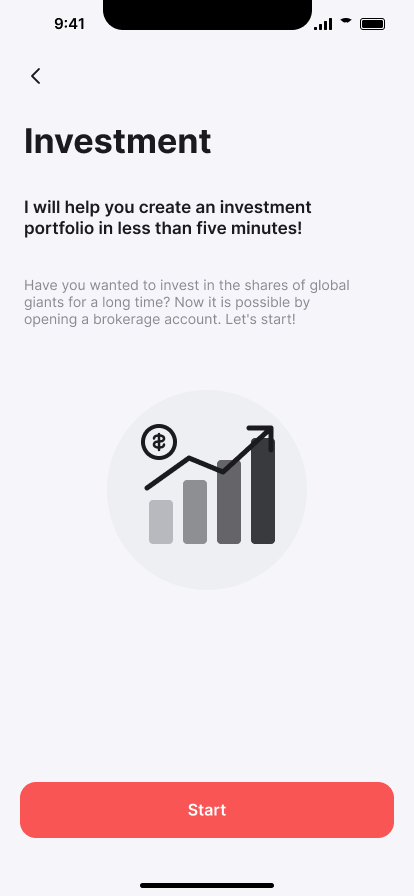 9:41
Investment
I will help you create an investment
portfolio in less than five minutes!
Have you wanted to invest in the shares of global
giants for a long time? Now it is possible by
opening a brokerage account. Let's start!
$
Start